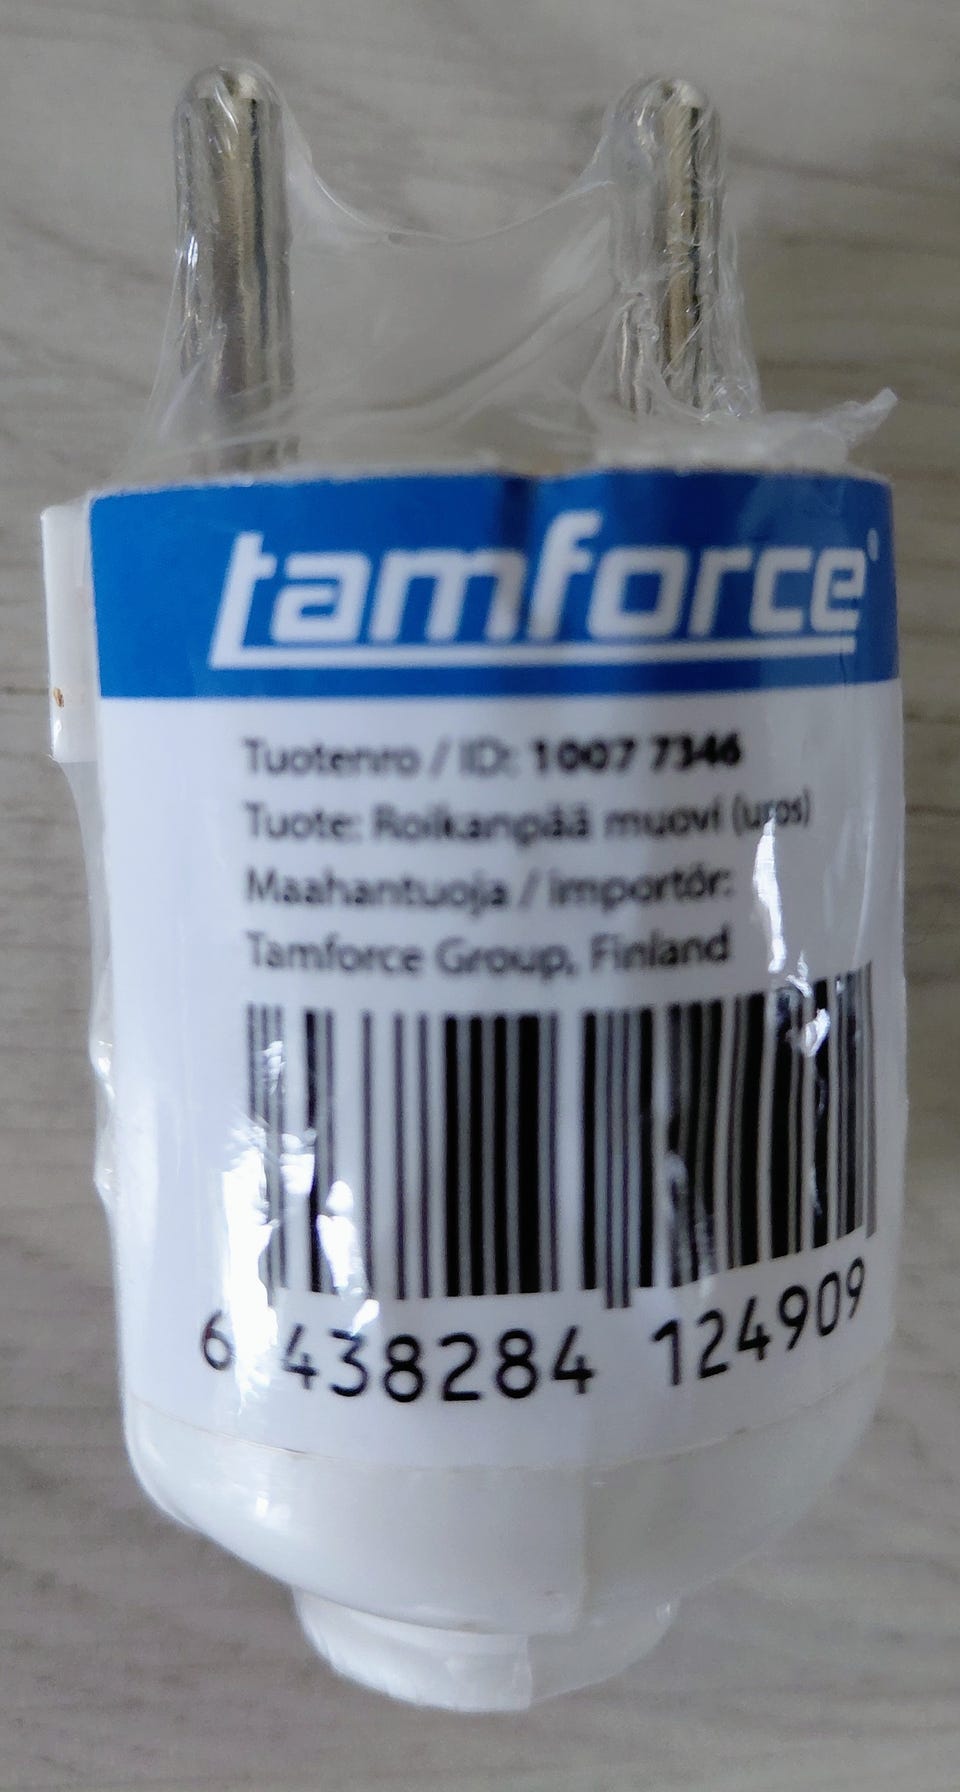 tamforce
Tuotenro / ID: 1007 7346
Tuote: Roikanpää muovi (uros)
Maahantuoja / importör:
Tamforce Group, Finland
6 438284 124909